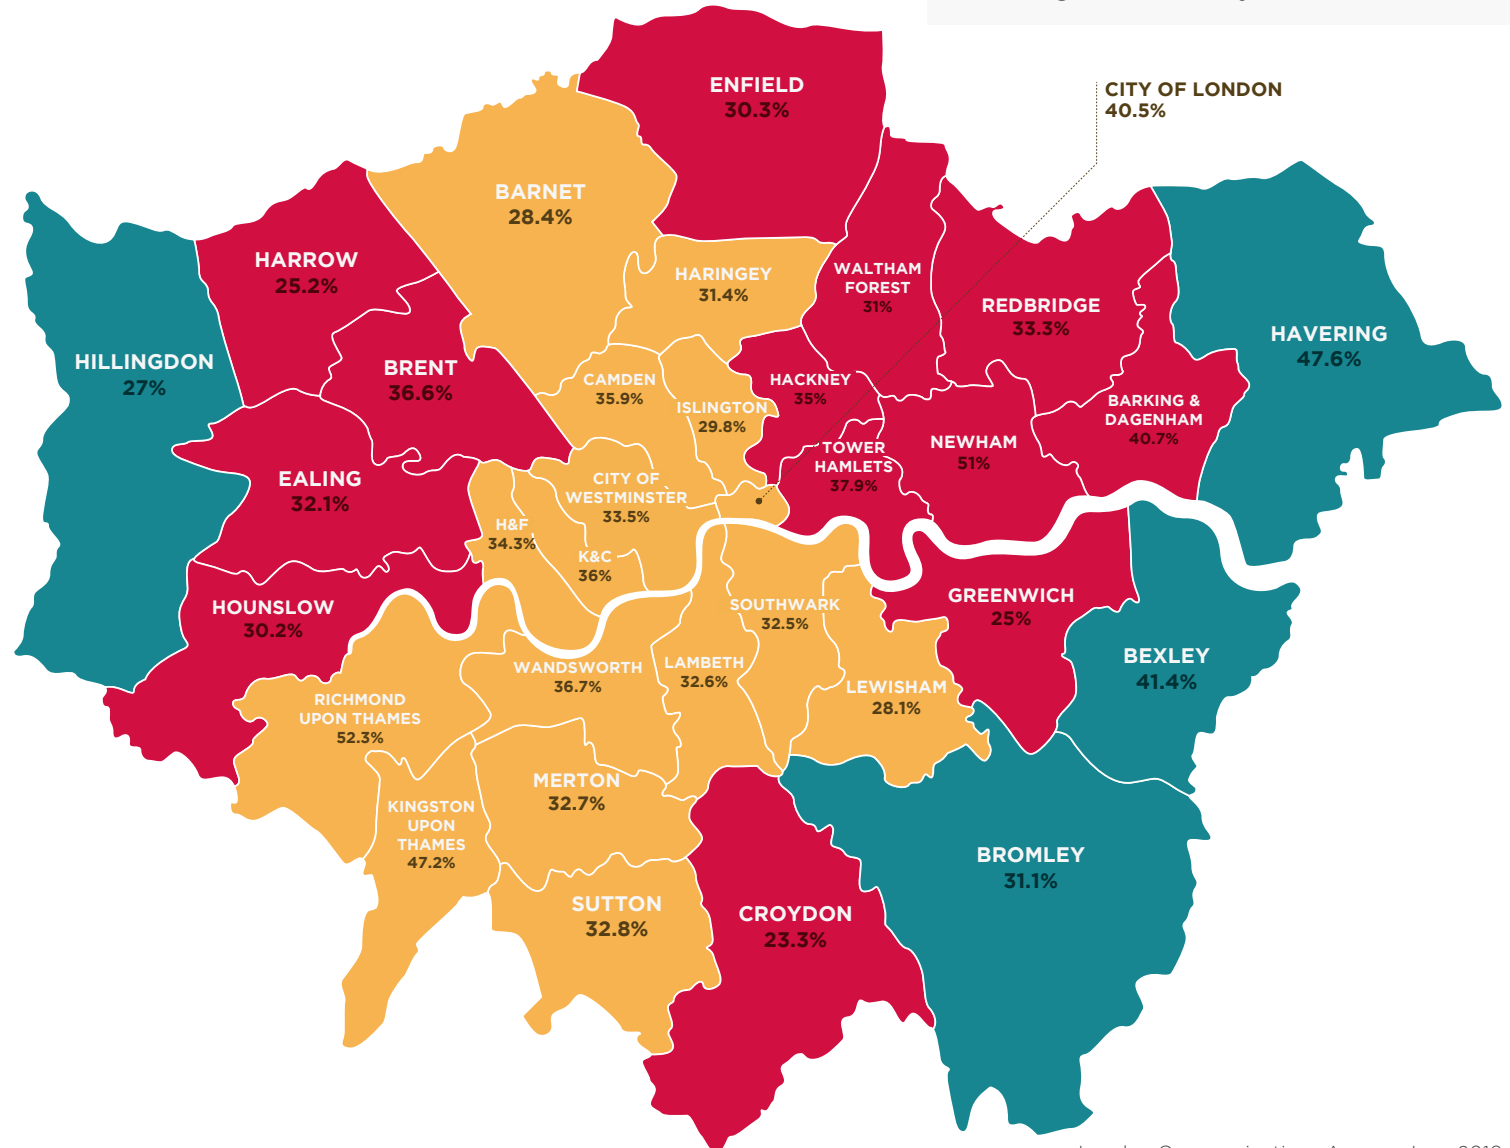 ENFIELD
30.3%
CITY OF LONDON
40.5%
BARNET
28.4%
HARROW
25.2%
HARINGEY
31.4%
WALTHAM
FOREST
31%
REDBRIDGE
33.3%
HAVERING
47.6%
HILLINGDON
27%
BRENT
36.6%
CAMDEN
35.9%
ISLINGTON
29.8%
HACKNEY
35%
BARKING &
DAGENHAM
40.7%
NEWHAM
51%
TOWER
HAMLETS
37.9%
EALING
32.1%
CITY OF
WESTMINSTER
33.5%
H&F
34.3%
K&C
36%
HOUNSLOW
30.2%
SOUTHWARK
32.5%
GREENWICH
25%
BEXLEY
41.4%
WANDSWORTH
36.7%
LAMBETH
32.6%
LEWISHAM
28.1%
RICHMOND
UPON THAMES
52.3%
MERTON
32.7%
KINGSTON
UPON
THAMES
47.2%
BROMLEY
31.1%
SUTTON
32.8%
CROYDON
23.3%